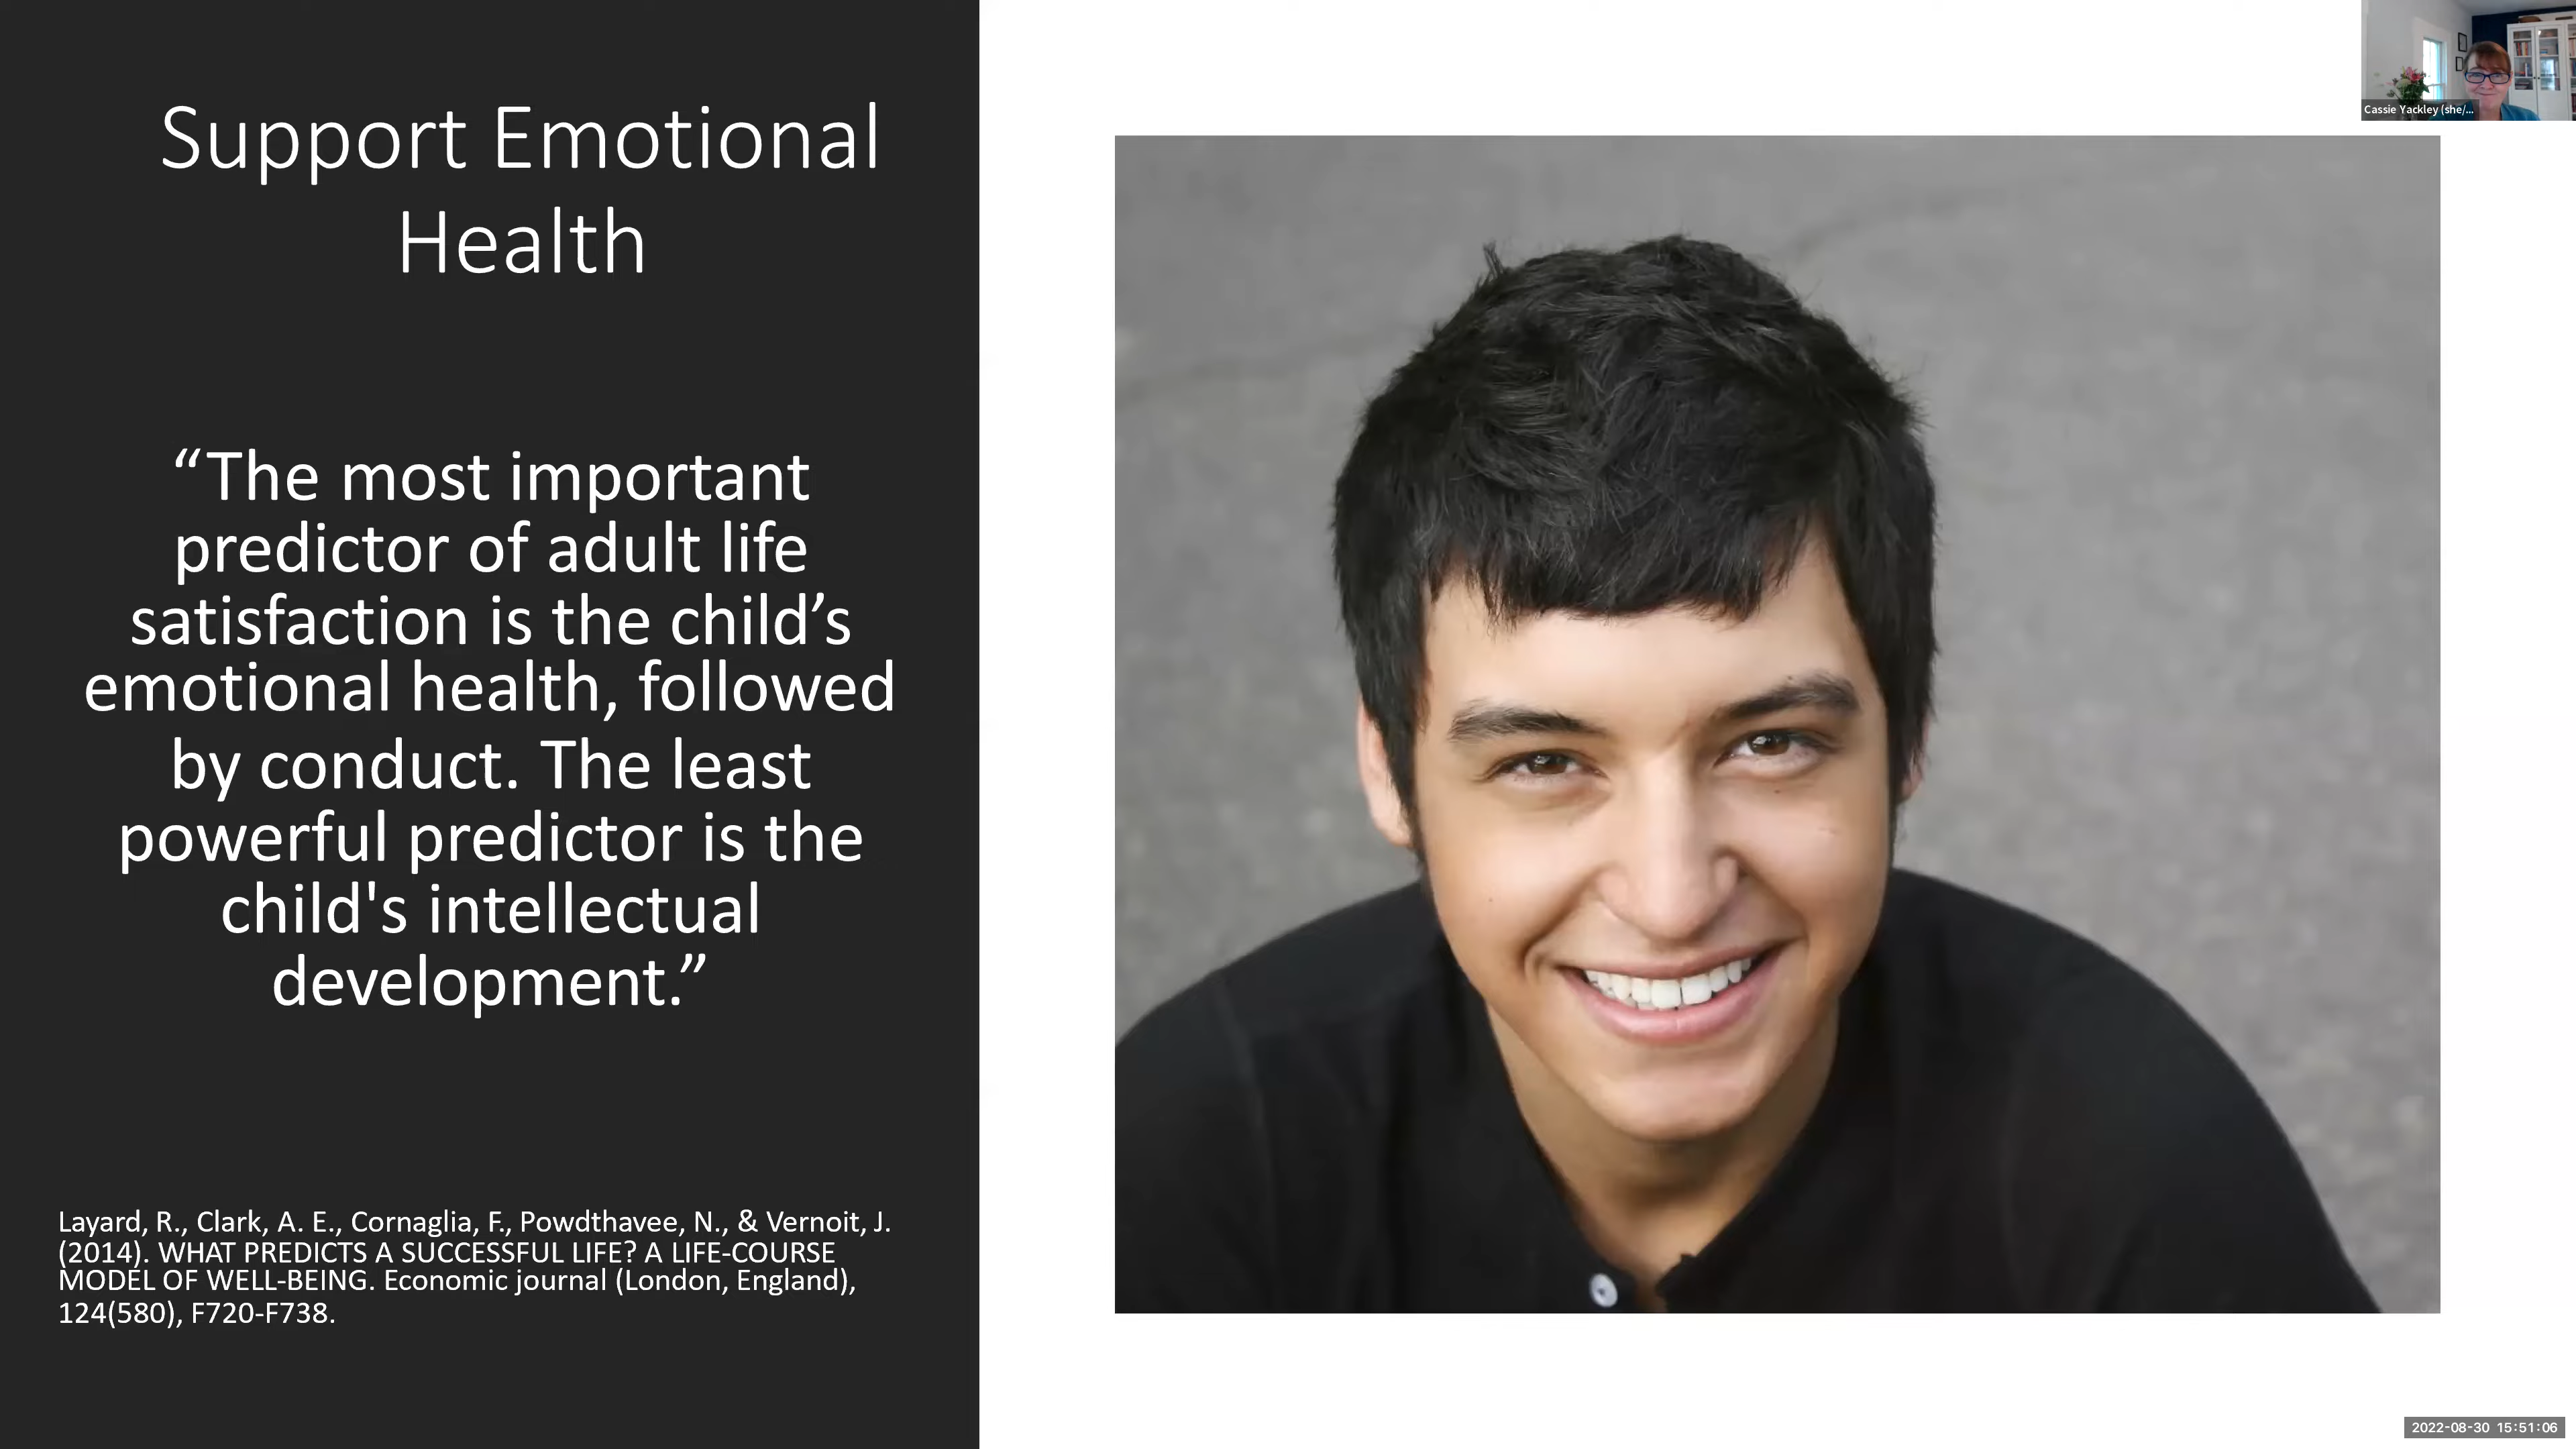 Support Emotional
Health
“The most important
predictor of adult life
satisfaction is the child’s
emotional health, followed
by conduct. The least
powerful predictor is the
child's intellectual
development.”
Layard, R., Clark, A. E., Cornaglia, F., Powdthavee, N., & Vernoit, J.
(2014). WHAT PREDICTS A SUCCESSFUL LIFE? A LIFE-COURSE
MODEL OF WELL-BEING. Economic journal (London, England),
124(580), F720-F738.
Cassie Yackley (she/...
2022-08-30 15:51:06